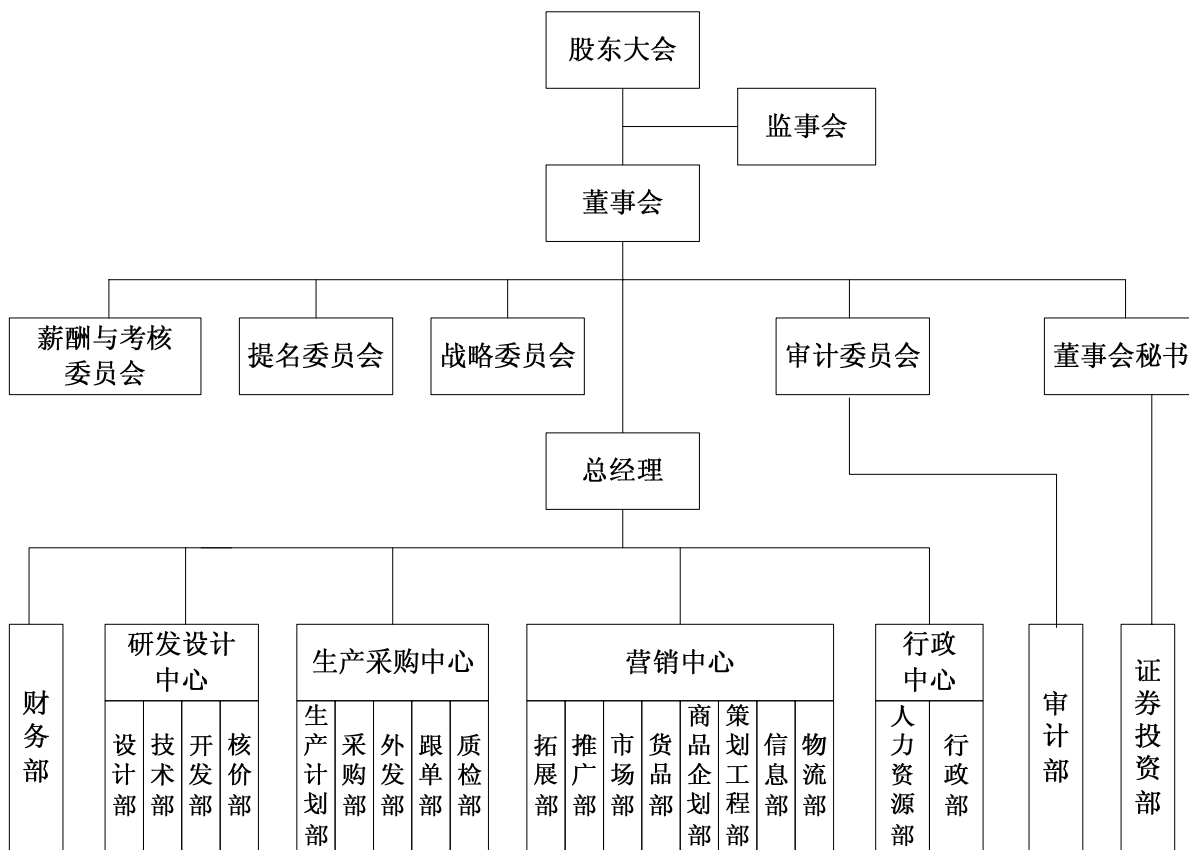 股东大会
监事会
董事会
薪酬与考核
委员会
提名委员会
战略委员会
审计委员会
董事会秘书
总经理
财务部
研发设计
中心
设计部
技术部
开发部
核价部
生产采购中心
生产计划部
采购部
外发部
跟单部
质检部
营销中心
拓展部
推广部
市场部
货品部
商品企划部
策划工程部
信息部
物流部
行政
中心
人力资源部
行政部
审计部
证券投资部